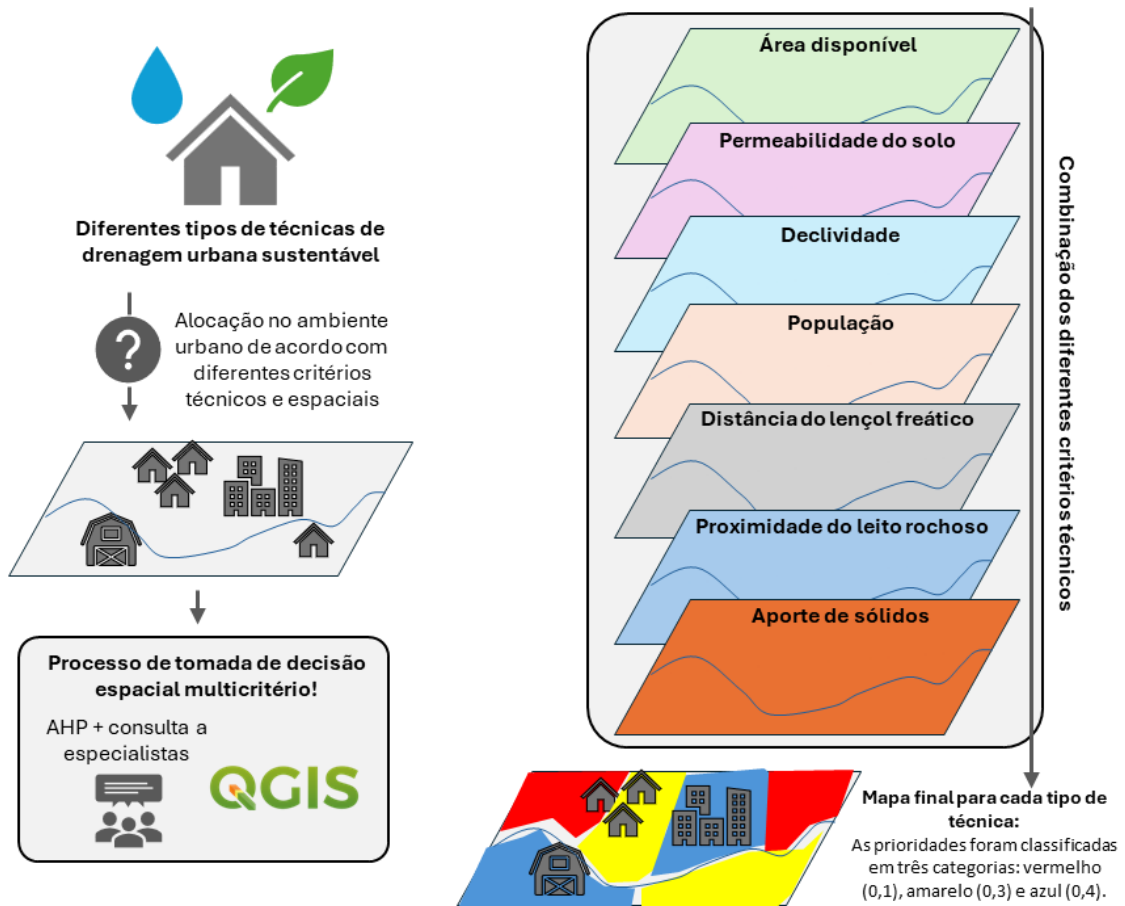 Diferentes tipos de técnicas de
drenagem urbana sustentável
?
Alocação no ambiente
urbano de acordo com
diferentes critérios
técnicos e espaciais
Processo de tomada de decisão
espacial multicritério!
AHP + consulta a
especialistas
QGIS
Área disponível
Permeabilidade do solo
Declividade
População
Distância do lençol freático
Proximidade do leito rochoso
Aporte de sólidos
Combinação dos diferentes critérios técnicos
Mapa final para cada tipo de
técnica:
As prioridades foram classificadas
em três categorias: vermelho
(0,1), amarelo (0,3) e azul (0,4).